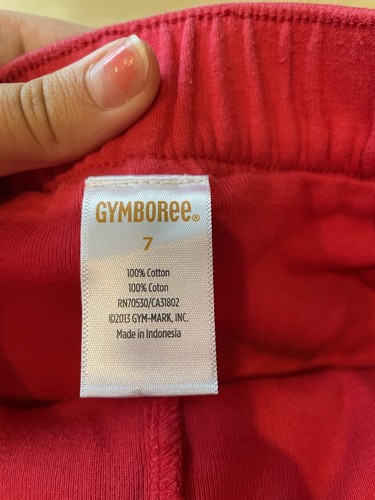 GYMBOREE®
7
100% Cotton
100% Coton
RN70530/CA31802
©2013 GYM-MARK, INC.
Made in Indonesia